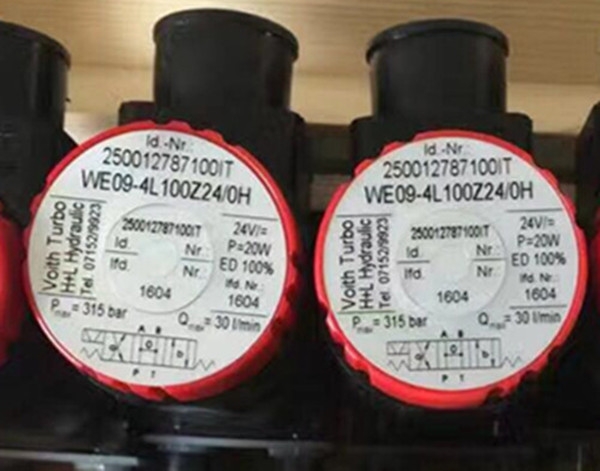 Id.-Nr.:
250012787100IT
WE09-4L100Z24/0H
Voith Turbo
H+L Hydraulic
Tel. 07152/9923
250012787100IT
Id. Nr.:
lfd. Nr.:
1604
24V/=
P=20W
ED 100%
lfd. Nr.:
1604
Pmax = 315 bar
Qmax = 30 l/min
A B
a O b
P T
Id.-Nr.:
250012787100IT
WE09-4L100Z24/0H
Voith Turbo
H+L Hydraulic
Tel. 07152/9923
250012787100IT
Id. Nr.:
lfd. Nr.:
1604
24V/=
P=20W
ED 100%
lfd. Nr.:
1604
Pmax = 315 bar
Qmax = 30 l/min
A B
a O b
P T